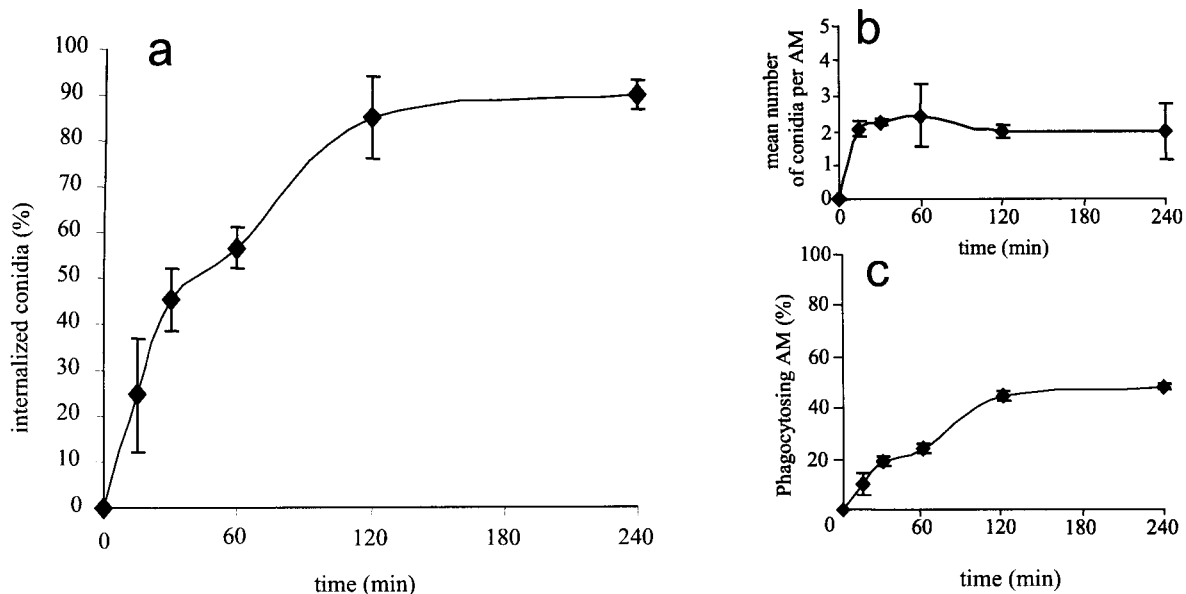 a
100
90
80
70
60
50
40
30
20
10
0
internalized conidia (%)
0 60 120 180 240
time (min)
b
5
4
3
2
1
0
mean number
of conidia per AM
0 60 120 180 240
time (min)
c
100
80
60
40
20
0
Phagocytosing AM (%)
60 120 180 240
time (min)